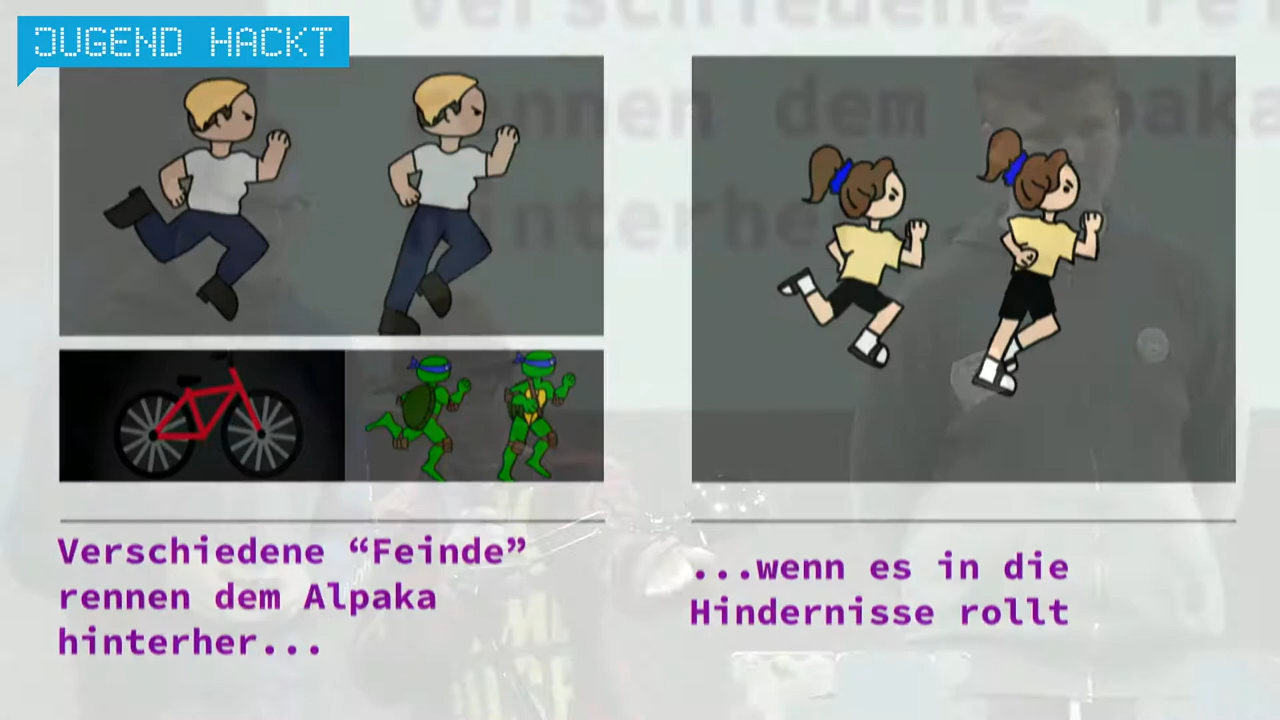 JUGEND HACKT
Verschiedene “Feinde”
rennen dem Alpaka
hinterher...
...wenn es in die
Hindernisse rollt